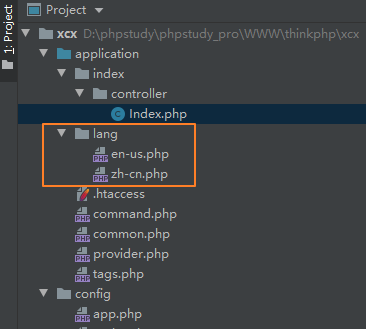 1: Project
Project
xcx D:\phpstudy\phpstudy_pro\WWW\thinkphp\xcx
application
index
controller
Index.php
lang
en-us.php
zh-cn.php
.htaccess
command.php
common.php
provider.php
tags.php
config
app.php